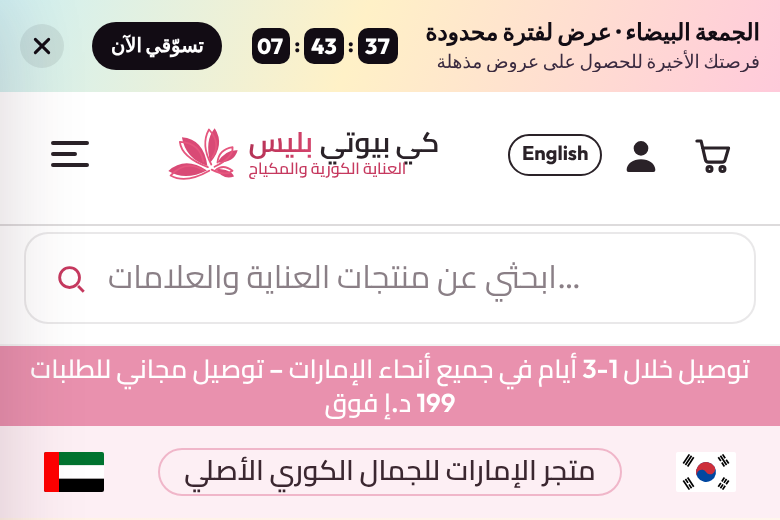 الجمعة البيضاء • عرض لفترة محدودة
فرصتك الأخيرة للحصول على عروض مذهلة
07 : 43 : 37
تسوّقي الآن
English
كي بيوتي بليس
العناية الكورية والمكياج
ابحثي عن منتجات العناية والعلامات...
توصيل خلال 1-3 أيام في جميع أنحاء الإمارات – توصيل مجاني للطلبات
فوق 199 د.إ
متجر الإمارات للجمال الكوري الأصلي